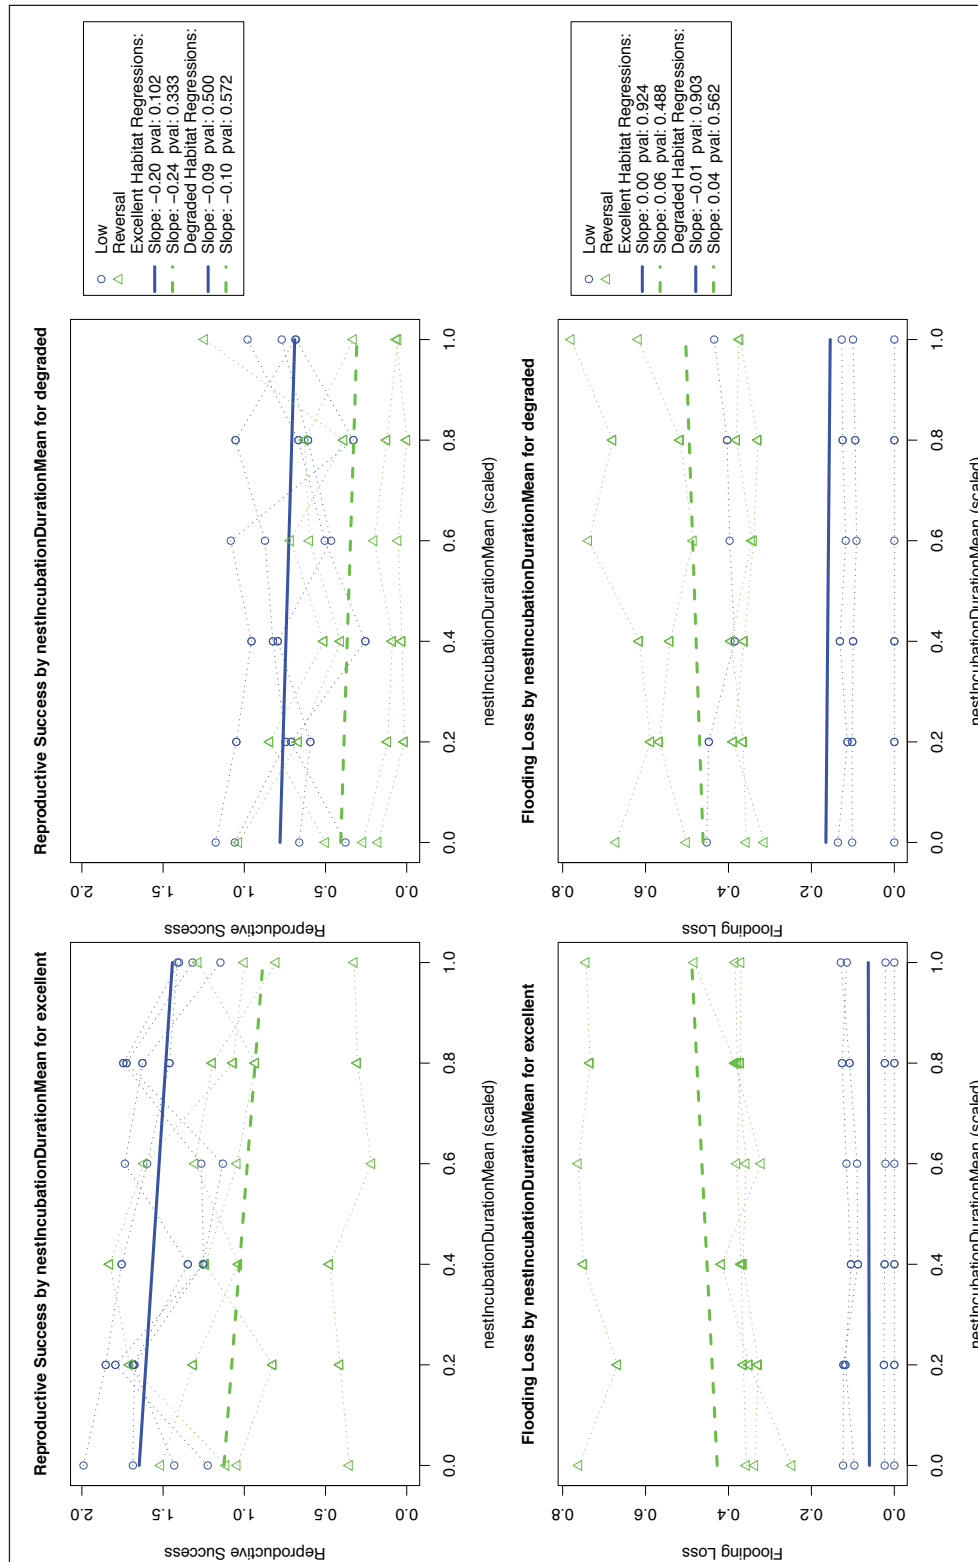 Reproductive Success by nestIncubationDurationMean for excellent
Reproductive Success
2.0
1.5
1.0
0.5
0.0
0.0 0.2 0.4 0.6 0.8 1.0
nestIncubationDurationMean (scaled)
Reproductive Success by nestIncubationDurationMean for degraded
Reproductive Success
2.0
1.5
1.0
0.5
0.0
0.0 0.2 0.4 0.6 0.8 1.0
nestIncubationDurationMean (scaled)
Low
Reversal
Excellent Habitat Regressions:
Slope: −0.20 pval: 0.102
Slope: −0.24 pval: 0.333
Degraded Habitat Regressions:
Slope: −0.09 pval: 0.500
Slope: −0.10 pval: 0.572
Flooding Loss by nestIncubationDurationMean for excellent
Flooding Loss
0.8
0.6
0.4
0.2
0.0
0.0 0.2 0.4 0.6 0.8 1.0
nestIncubationDurationMean (scaled)
Flooding Loss by nestIncubationDurationMean for degraded
Flooding Loss
0.8
0.6
0.4
0.2
0.0
0.0 0.2 0.4 0.6 0.8 1.0
nestIncubationDurationMean (scaled)
Low
Reversal
Excellent Habitat Regressions:
Slope: 0.00 pval: 0.924
Slope: 0.06 pval: 0.488
Degraded Habitat Regressions:
Slope: −0.01 pval: 0.903
Slope: 0.04 pval: 0.562